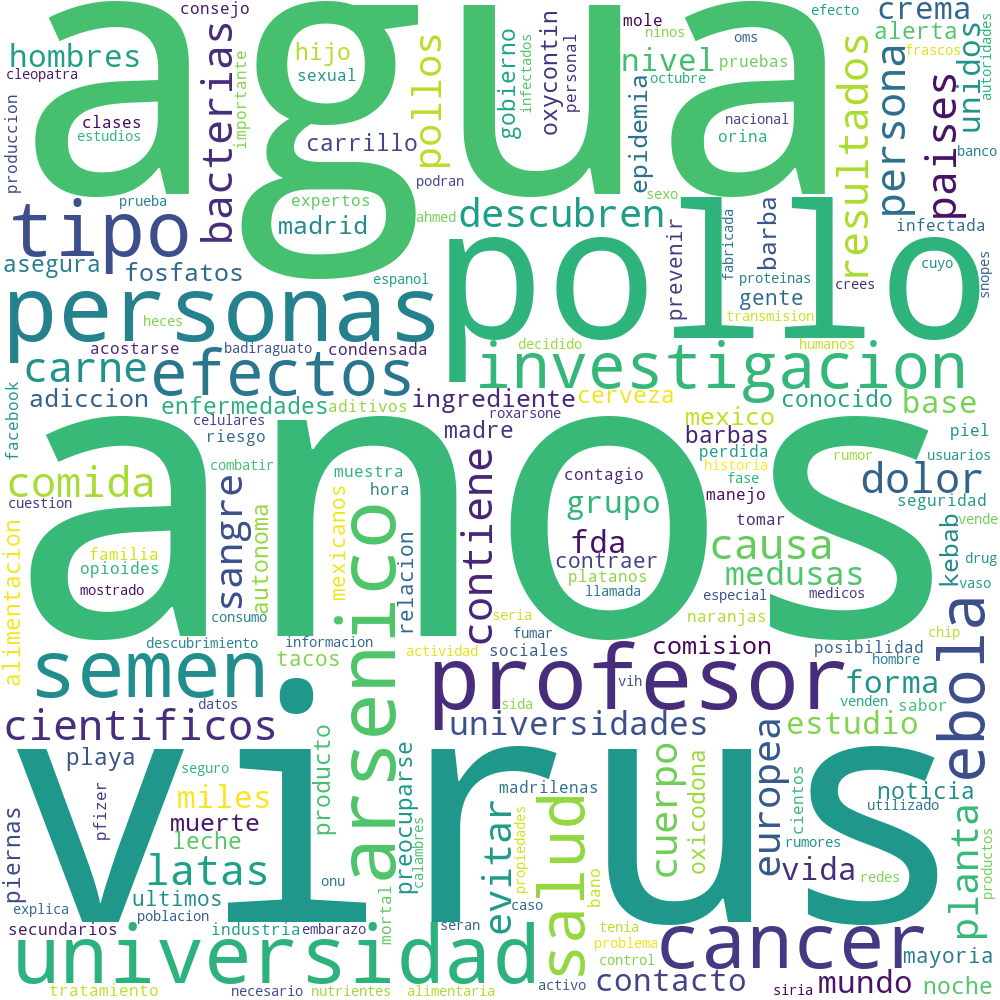 agua
anos
virus
pollo
personas
tipo
investigacion
efectos
profesor
semen
universidad
cancer
arsenico
salud
ebola
cientificos
descubren
hombres
cleopatra
consejo
bacterias
importante
hijo
sexual
clases
estudios
produccion
carrillo
pollos
gobierno
infectados
oxycontin
personal
mole
ninos
oms
efecto
nivel
pruebas
octubre
epidemia
nacional
orina
crema
alerta
frascos
resultados
persona
paises
unidos
autoridades
banco
podran
prueba
expertos
madrid
ahmed
sexo
prevenir
fabricada
barba
infectada
cuyo
snopes
asegura
fosfatos
espanol
proteinas
gente
crees
transmision
heces
acostarse
badiraguato
condensada
decidido
humanos
carne
adiccion
facebook
enfermedades
aditivos
ingrediente
roxarsone
cerveza
mexico
conocido
base
celulares
riesgo
madre
barbas
perdida
historia
fase
rumor
piel
usuarios
combatir
muestra
hora
contagio
manejo
dolor
seguridad
comida
cuestion
sangre
autonoma
mexicanos
relacion
contiene
grupo
fda
contraer
platanos
llamada
tomar
causa
medusas
kebab
vende
drug
vaso
alimentacion
familia
opioides
mostrado
consumo
especial
medicos
naranjas
seria
descubrimiento
informacion
actividad
fumar
sociales
comision
posibilidad
chip
hombre
tacos
vih
forma
sabor
venden
datos
sida
universidades
estudio
playa
seguro
producto
preocuparse
calambres
madrilenas
propiedades
evitar
cuerpo
oxicodona
europea
cientos
noticia
utilizado
rumores
piernas
pfizer
miles
muerte
leche
latas
onu
vida
redes
planta
productos
explica
ultimos
poblacion
mortal
caso
bano
secundarios
industria
embarazo
seran
tenia
problema
control
mayoria
tratamiento
necesario
nutrientes
alimentaria
activo
contacto
siria
mundo
noche